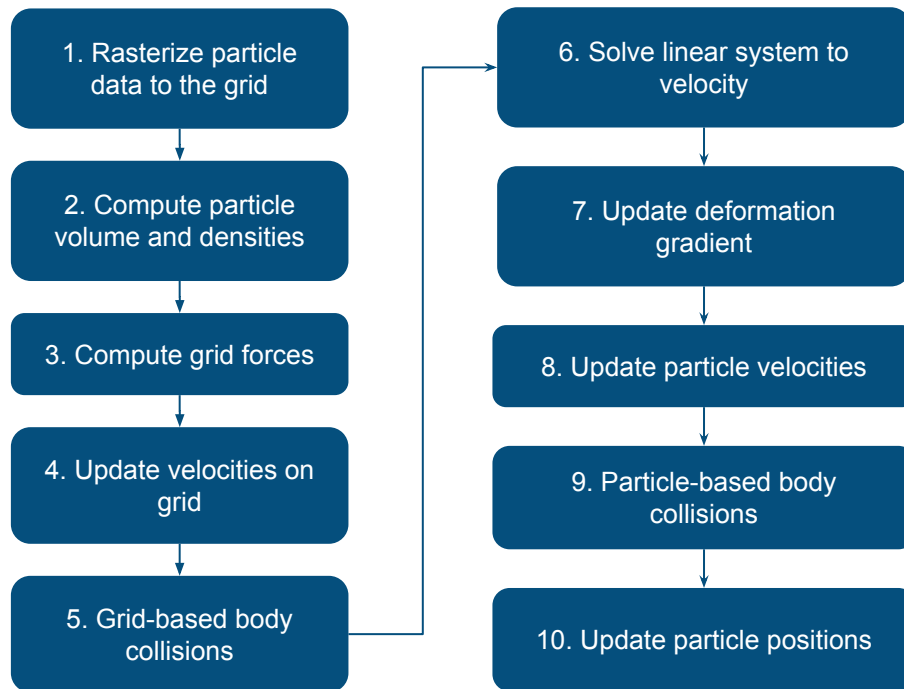 1. Rasterize particle
data to the grid
2. Compute particle
volume and densities
3. Compute grid forces
4. Update velocities on
grid
5. Grid-based body
collisions
6. Solve linear system to
velocity
7. Update deformation
gradient
8. Update particle velocities
9. Particle-based body
collisions
10. Update particle positions